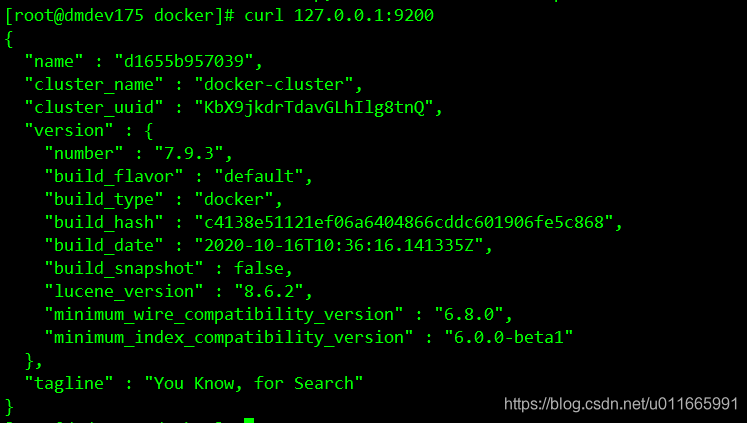 [root@dmdev175 docker]# curl 127.0.0.1:9200
{
  "name" : "d1655b957039",
  "cluster_name" : "docker-cluster",
  "cluster_uuid" : "KbX9jkdrTdavGLhIlg8tnQ",
  "version" : {
    "number" : "7.9.3",
    "build_flavor" : "default",
    "build_type" : "docker",
    "build_hash" : "c4138e51121ef06a6404866cddc601906fe5c868",
    "build_date" : "2020-10-16T10:36:16.141335Z",
    "build_snapshot" : false,
    "lucene_version" : "8.6.2",
    "minimum_wire_compatibility_version" : "6.8.0",
    "minimum_index_compatibility_version" : "6.0.0-beta1"
  },
  "tagline" : "You Know, for Search"
}
https://blog.csdn.net/u011665991